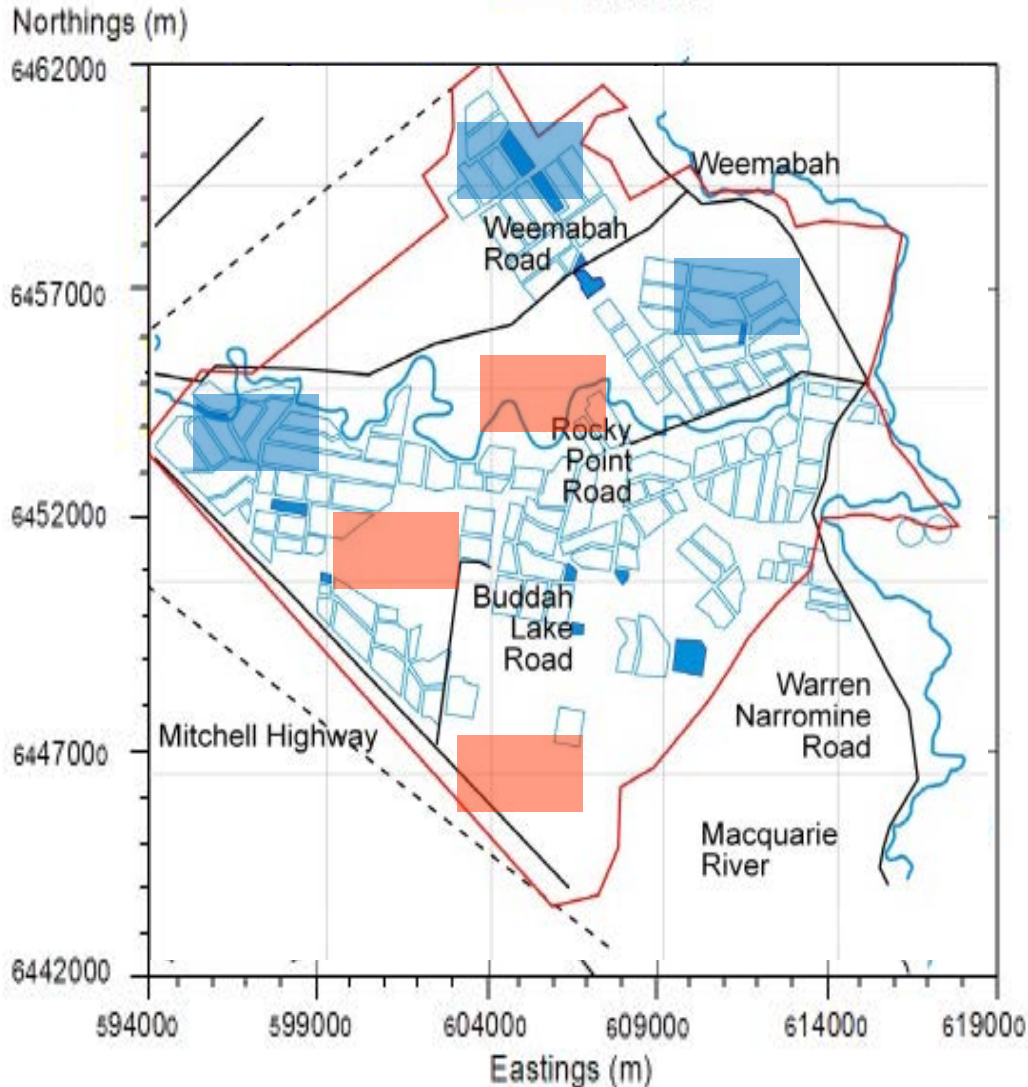 Northings (m)
6462000
Weemabah
Weemabah
Road
6457000
Rocky
Point
Road
6452000
Buddah
Lake
Road
Warren
Narromine
Road
Mitchell Highway
6447000
Macquarie
River
6442000
594000
599000
604000
609000
614000
619000
Eastings (m)